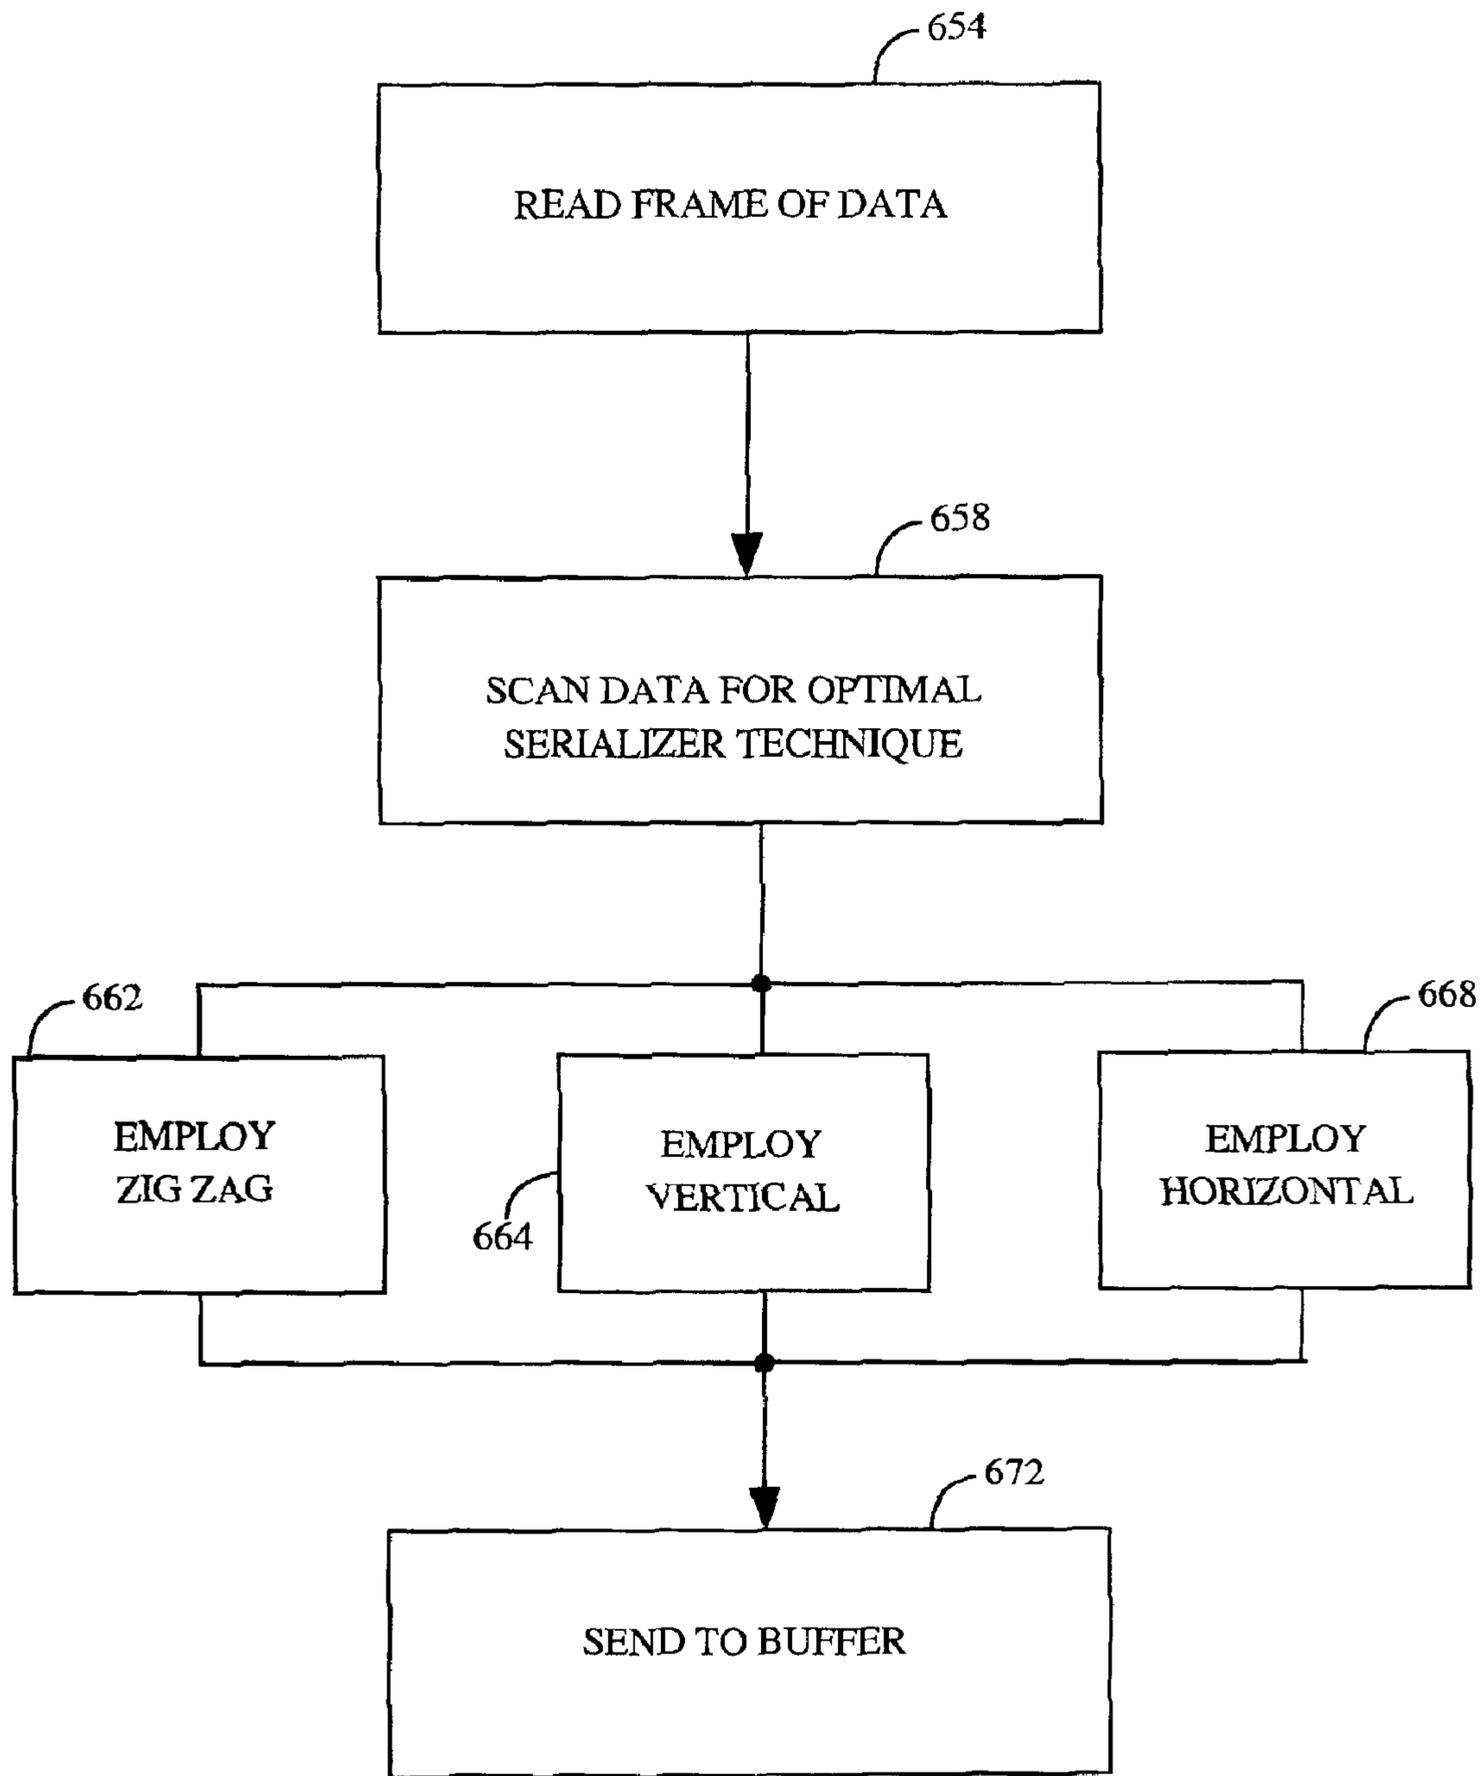 654
READ FRAME OF DATA
658
SCAN DATA FOR OPTIMAL
SERIALIZER TECHNIQUE
662
668
EMPLOY
ZIG ZAG
EMPLOY
VERTICAL
664
EMPLOY
HORIZONTAL
672
SEND TO BUFFER